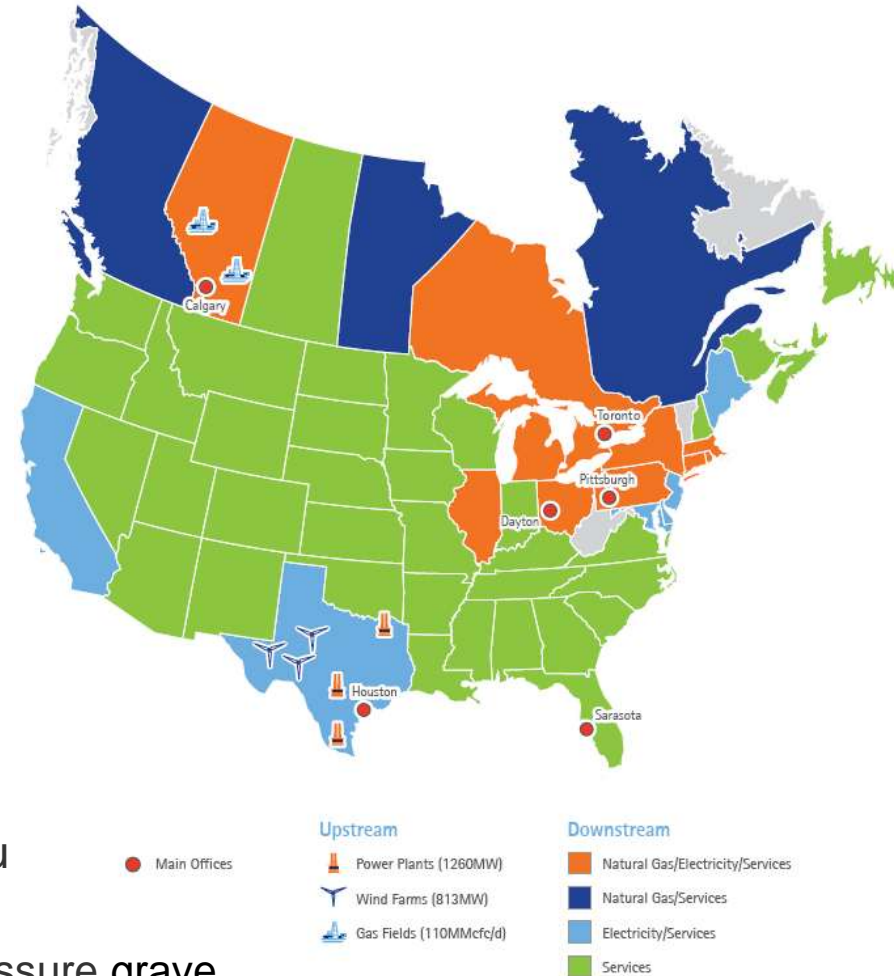 Calgary
Toronto
Pittsburgh
Dayton
Houston
Sarasota
Main Offices
Upstream
Power Plants (1260MW)
Wind Farms (813MW)
Gas Fields (110MMcfc/d)
Downstream
Natural Gas/Electricity/Services
Natural Gas/Services
Electricity/Services
Services
grave